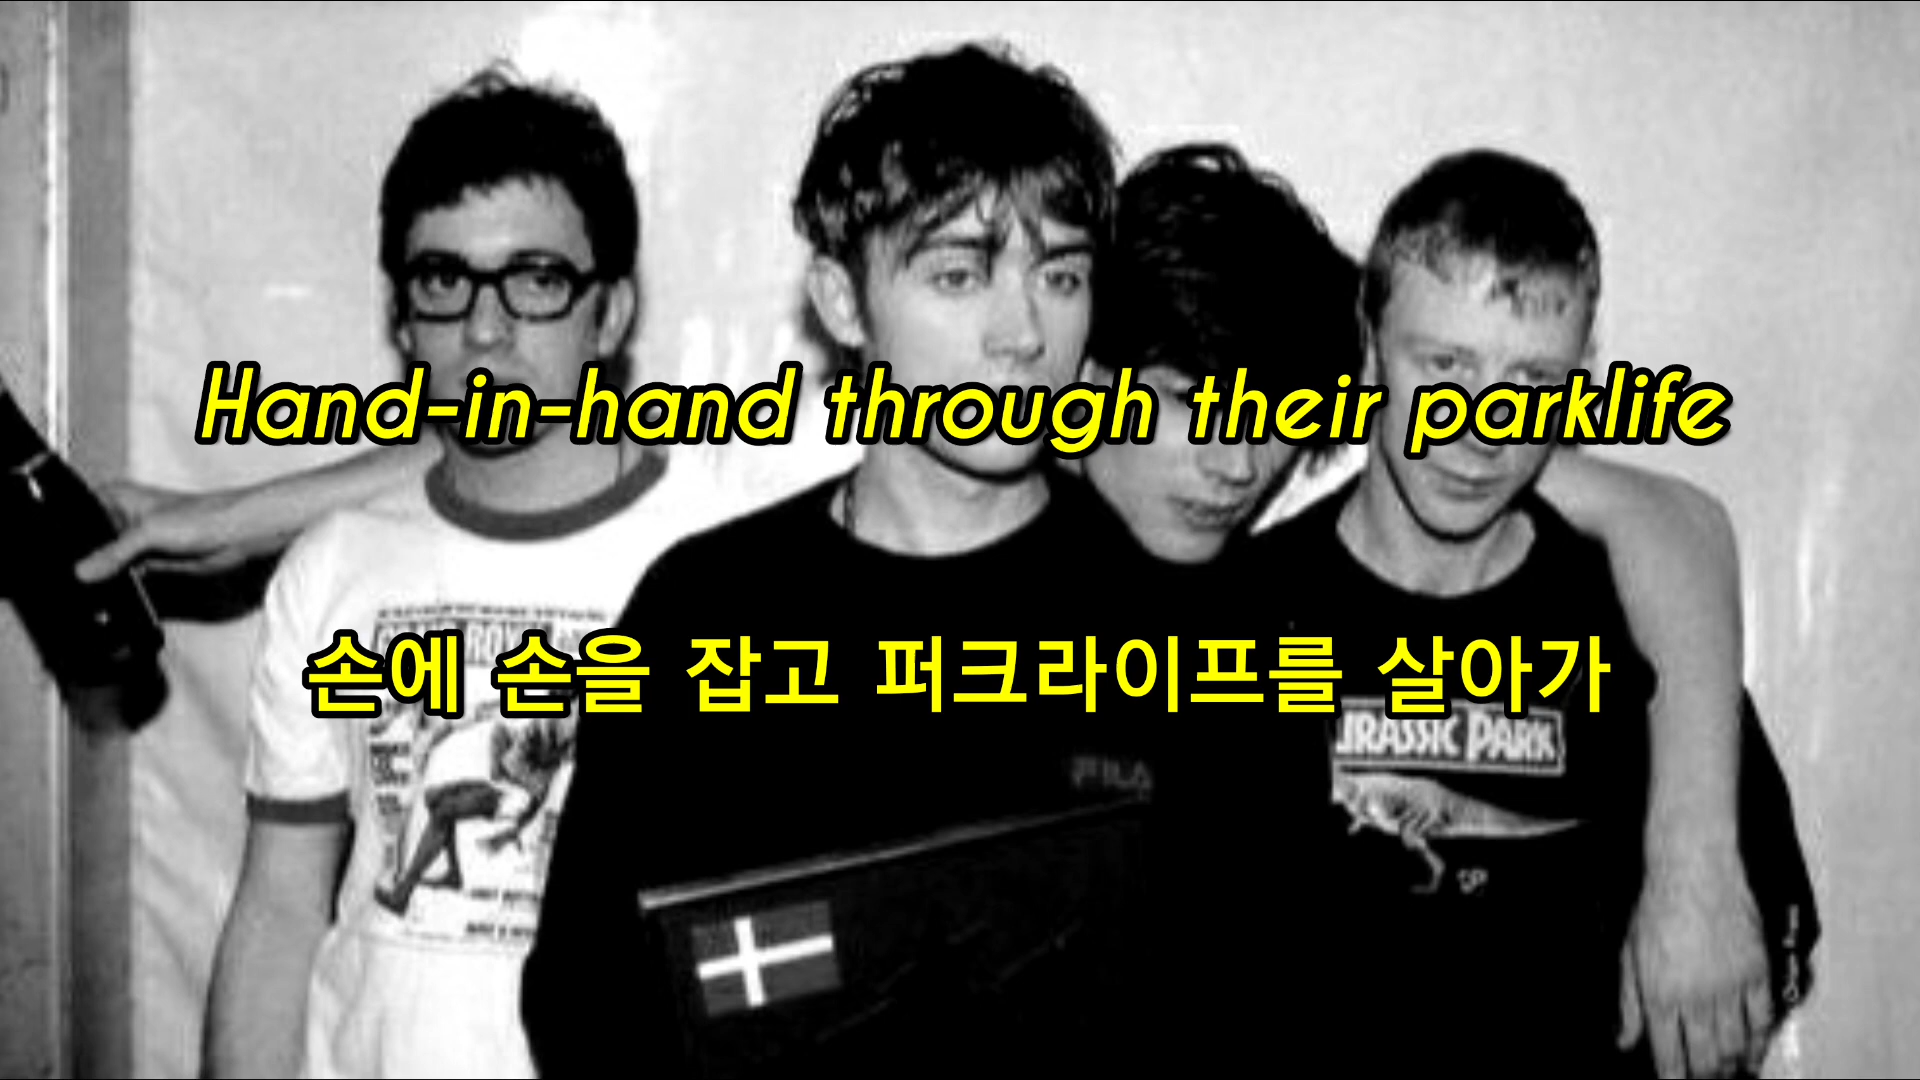 Hand-in-hand through their parklife
손에 손을 잡고 퍼크라이프를 살아가
FILA
JURASSIC PARK